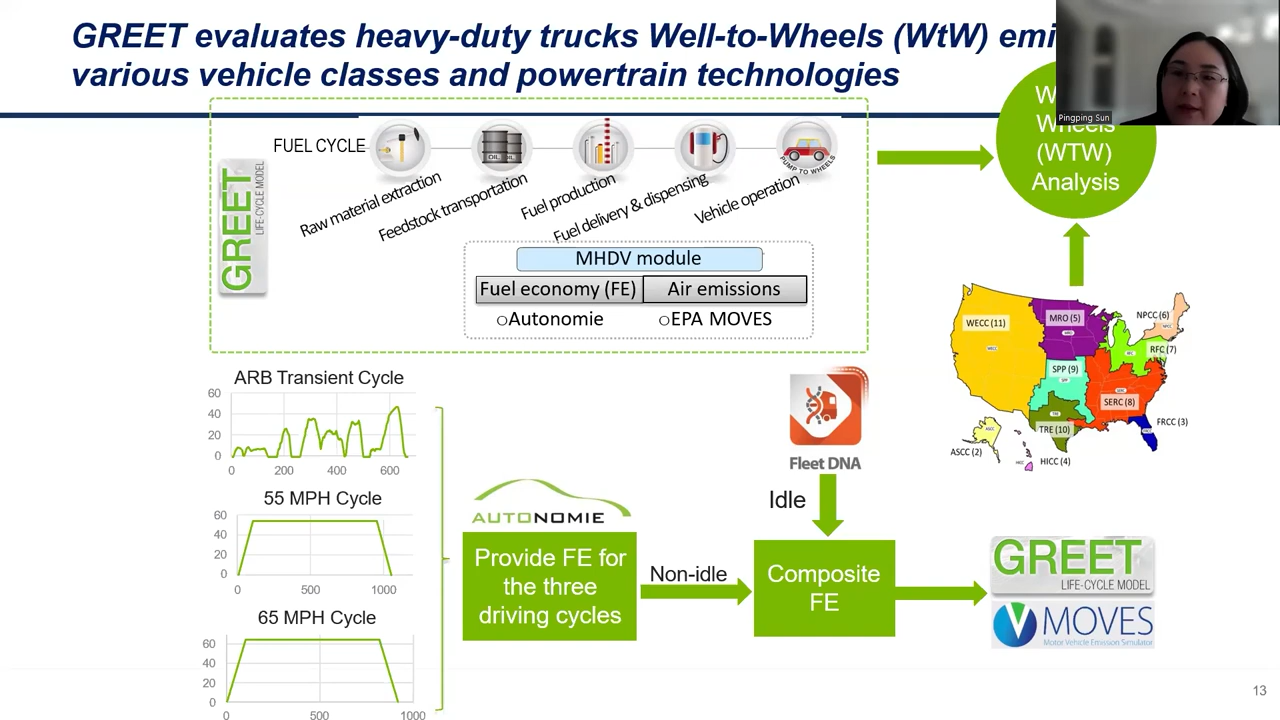 GREET evaluates heavy-duty trucks Well-to-Wheels (WtW) emi
various vehicle classes and powertrain technologies
Pingping Sun
Wheels
(WTW)
Analysis
FUEL CYCLE
PUMP TO WHEELS
OIL OIL
Raw material extraction
Feedstock transportation
Fuel production
Fuel delivery & dispensing
Vehicle operation
GREET
LIFE-CYCLE MODEL
MHDV module
Fuel economy (FE) Air emissions
oAutonomie oEPA MOVES
WECC (11)
MRO (5)
NPCC (6)
RFC (7)
SPP (9)
SERC (8)
TRE (10)
FRCC (3)
ASCC (2)
HICC (4)
ARB Transient Cycle
60
40
20
0
0 200 400 600
55 MPH Cycle
60
40
20
0
0 500 1000
65 MPH Cycle
60
40
20
0
0 500 1000
AUTONOMIE
Provide FE for
the three
driving cycles
Non-idle
Fleet DNA
Idle
Composite
FE
GREET
LIFE-CYCLE MODEL
MOVES
Motor Vehicle Emission Simulator
13